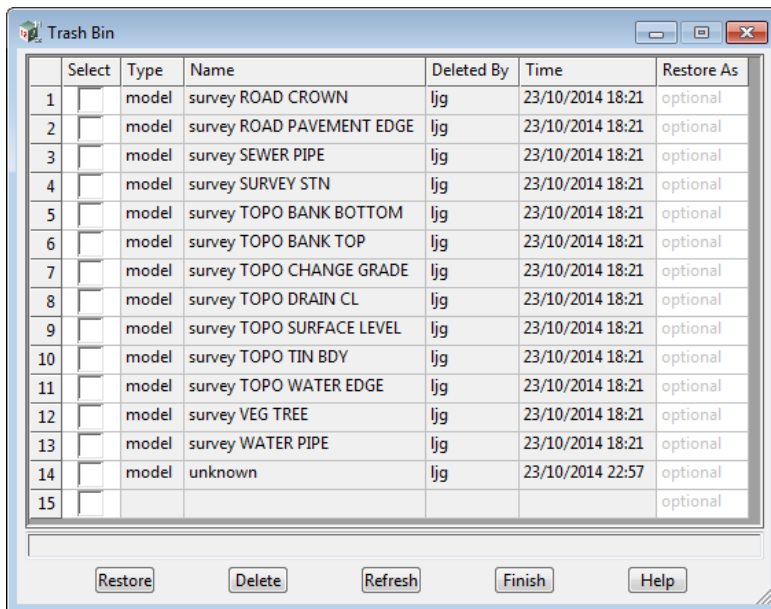 Trash Bin
Select Type Name Deleted By Time Restore As
1 model survey ROAD CROWN ljg 23/10/2014 18:21 optional
2 model survey ROAD PAVEMENT EDGE ljg 23/10/2014 18:21 optional
3 model survey SEWER PIPE ljg 23/10/2014 18:21 optional
4 model survey SURVEY STN ljg 23/10/2014 18:21 optional
5 model survey TOPO BANK BOTTOM ljg 23/10/2014 18:21 optional
6 model survey TOPO BANK TOP ljg 23/10/2014 18:21 optional
7 model survey TOPO CHANGE GRADE ljg 23/10/2014 18:21 optional
8 model survey TOPO DRAIN CL ljg 23/10/2014 18:21 optional
9 model survey TOPO SURFACE LEVEL ljg 23/10/2014 18:21 optional
10 model survey TOPO TIN BDY ljg 23/10/2014 18:21 optional
11 model survey TOPO WATER EDGE ljg 23/10/2014 18:21 optional
12 model survey VEG TREE ljg 23/10/2014 18:21 optional
13 model survey WATER PIPE ljg 23/10/2014 18:21 optional
14 model unknown ljg 23/10/2014 22:57 optional
15 optional
Restore Delete Refresh Finish Help